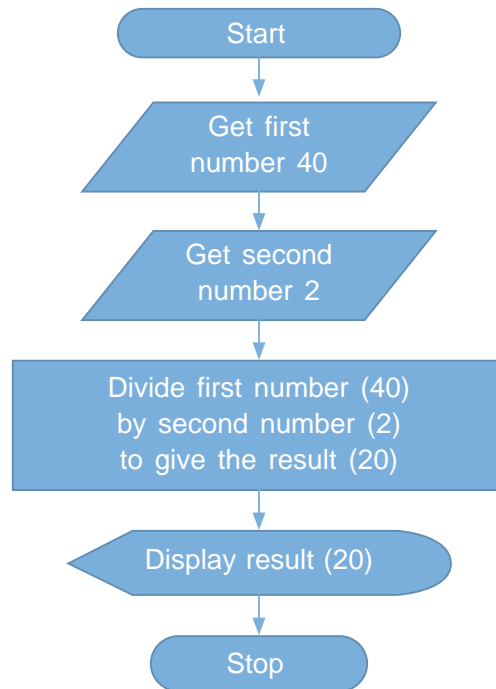 Start
Get first
number 40
Get second
number 2
Divide first number (40)
by second number (2)
to give the result (20)
Display result (20)
Stop